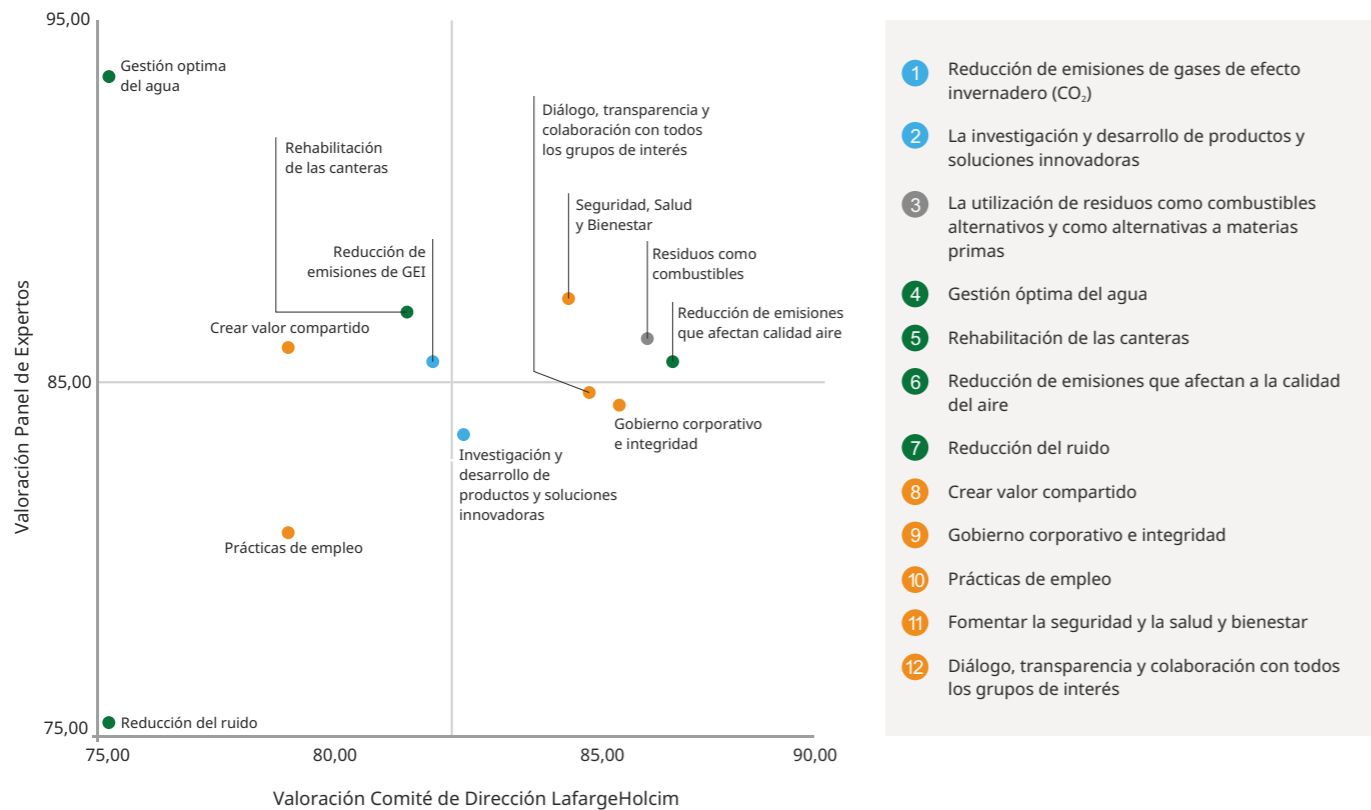 95,00
Gestión optima
del agua
Diálogo, transparencia y
colaboración con todos
los grupos de interés
Rehabilitación
de las canteras
Seguridad, Salud
y Bienestar
Reducción de
emisiones de GEI
Residuos como
combustibles
Reducción de emisiones
que afectan calidad aire
Crear valor compartido
85,00
Gobierno corporativo
e integridad
Investigación y
desarrollo de
productos y soluciones
innovadoras
Prácticas de empleo
Reducción del ruido
75,00
75,00
80,00
85,00
90,00
Valoración Panel de Expertos
Valoración Comité de Dirección LafargeHolcim
1 Reducción de emisiones de gases de efecto
invernadero (CO₂)
2 La investigación y desarrollo de productos y
soluciones innovadoras
3 La utilización de residuos como combustibles
alternativos y como alternativas a materias
primas
4 Gestión óptima del agua
5 Rehabilitación de las canteras
6 Reducción de emisiones que afectan a la calidad
del aire
7 Reducción del ruido
8 Crear valor compartido
9 Gobierno corporativo e integridad
10 Prácticas de empleo
11 Fomentar la seguridad y la salud y bienestar
12 Diálogo, transparencia y colaboración con todos
los grupos de interés